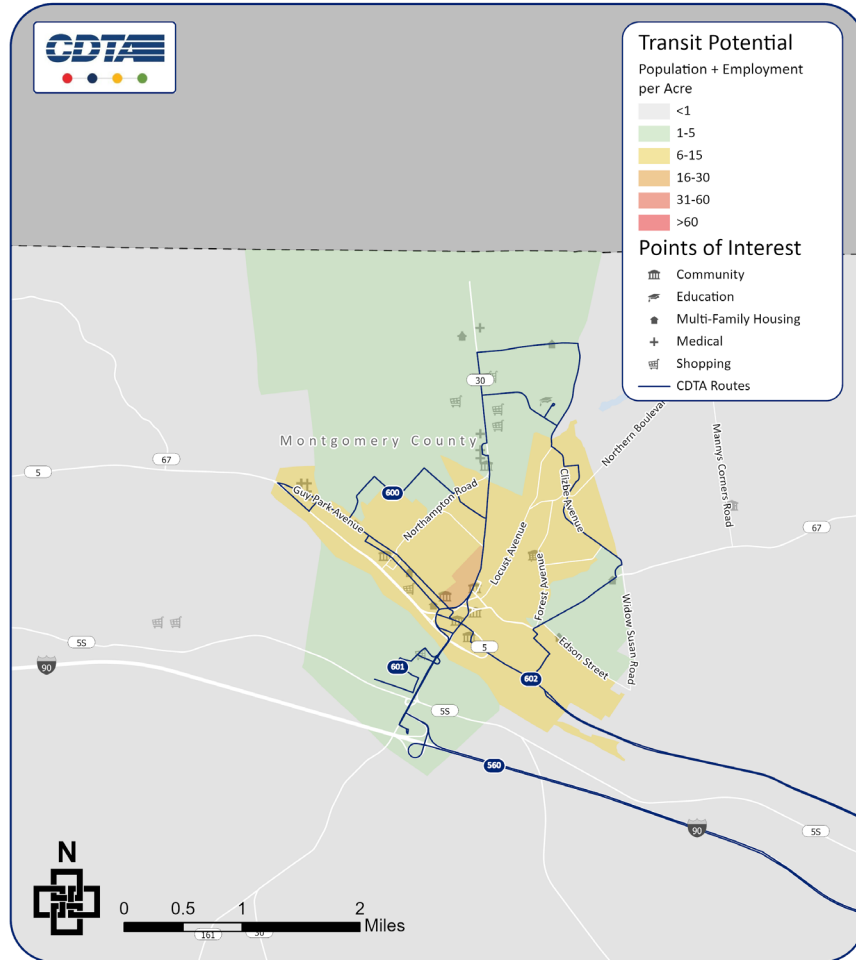 CDTA
Transit Potential
Population + Employment
per Acre
<1
1-5
6-15
16-30
31-60
>60
Points of Interest
Community
Education
Multi-Family Housing
Medical
Shopping
CDTA Routes
30
Montgomery County
Northern Boulevar
Mannys Corners Road
67
5
600
Guy Park Avenue
Northampton Road
Clizbe Avenue
67
Locust Avenue
Forest Avenue
Widow Susan Road
5S
5
Edson Street
90
601
602
5S
560
90
5S
N
0 0.5 1 2
Miles
161
30